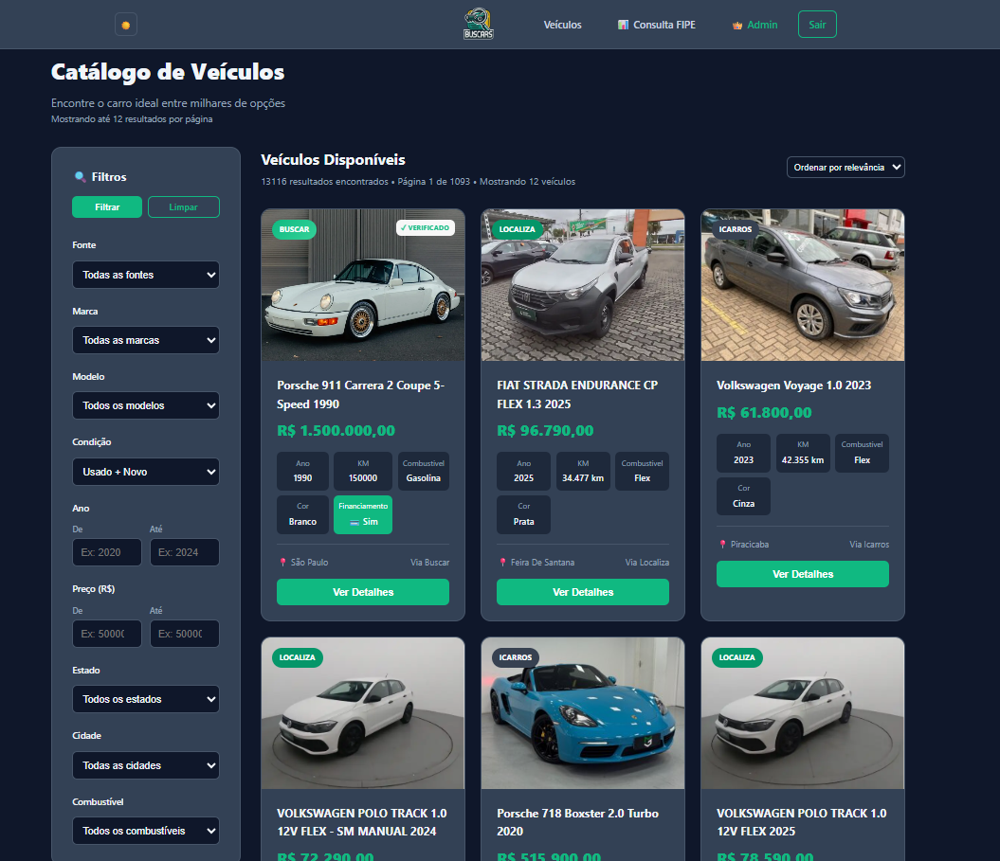 BUSCARS
Veículos
Consulta FIPE
Admin
Sair
Catálogo de Veículos
Encontre o carro ideal entre milhares de opções
Mostrando até 12 resultados por página
Filtros
Filtrar
Limpar
Fonte
Todas as fontes
Marca
Todas as marcas
Modelo
Todos os modelos
Condição
Usado + Novo
Ano
De
Até
Ex: 2020
Ex: 2024
Preço (R$)
De
Até
Ex: 5000(
Ex: 5000(
Estado
Todos os estados
Cidade
Todas as cidades
Combustível
Todos os combustíveis
Veículos Disponíveis
13116 resultados encontrados • Página 1 de 1093 • Mostrando 12 veículos
Ordenar por relevância
BUSCAR
✓ VERIFICADO
Porsche 911 Carrera 2 Coupe 5-
Speed 1990
R$ 1.500.000,00
Ano
1990
KM
150000
Combustível
Gasolina
Cor
Branco
Financiamento
Sim
São Paulo
Via Buscar
Ver Detalhes
LOCALIZA
FIAT STRADA ENDURANCE CP
FLEX 1.3 2025
R$ 96.790,00
Ano
2025
KM
34.477 km
Combustível
Flex
Cor
Prata
Feira De Santana
Via Localiza
Ver Detalhes
ICARROS
Volkswagen Voyage 1.0 2023
R$ 61.800,00
Ano
2023
KM
42.355 km
Combustível
Flex
Cor
Cinza
Piracicaba
Via Icarros
Ver Detalhes
LOCALIZA
VOLKSWAGEN POLO TRACK 1.0
12V FLEX - SM MANUAL 2024
R$ 72.290,00
ICARROS
Porsche 718 Boxster 2.0 Turbo
2020
R$ 515.900,00
LOCALIZA
VOLKSWAGEN POLO TRACK 1.0
12V FLEX 2025
R$ 78.590,00